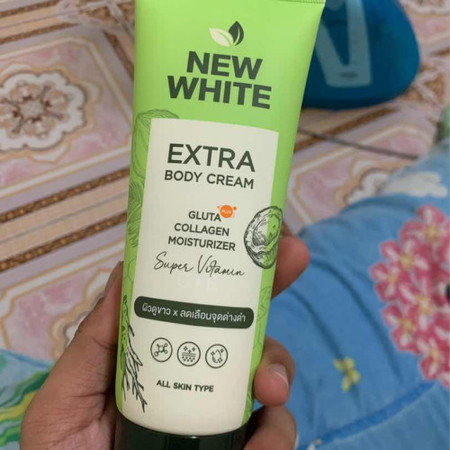 NEW
WHITE
EXTRA
BODY CREAM
GLUTA
COLLAGEN
MOISTURIZER
Super Vitamin
ผิวดูขาว x ลดเลือนจุดด่างดำ
ALL SKIN TYPE